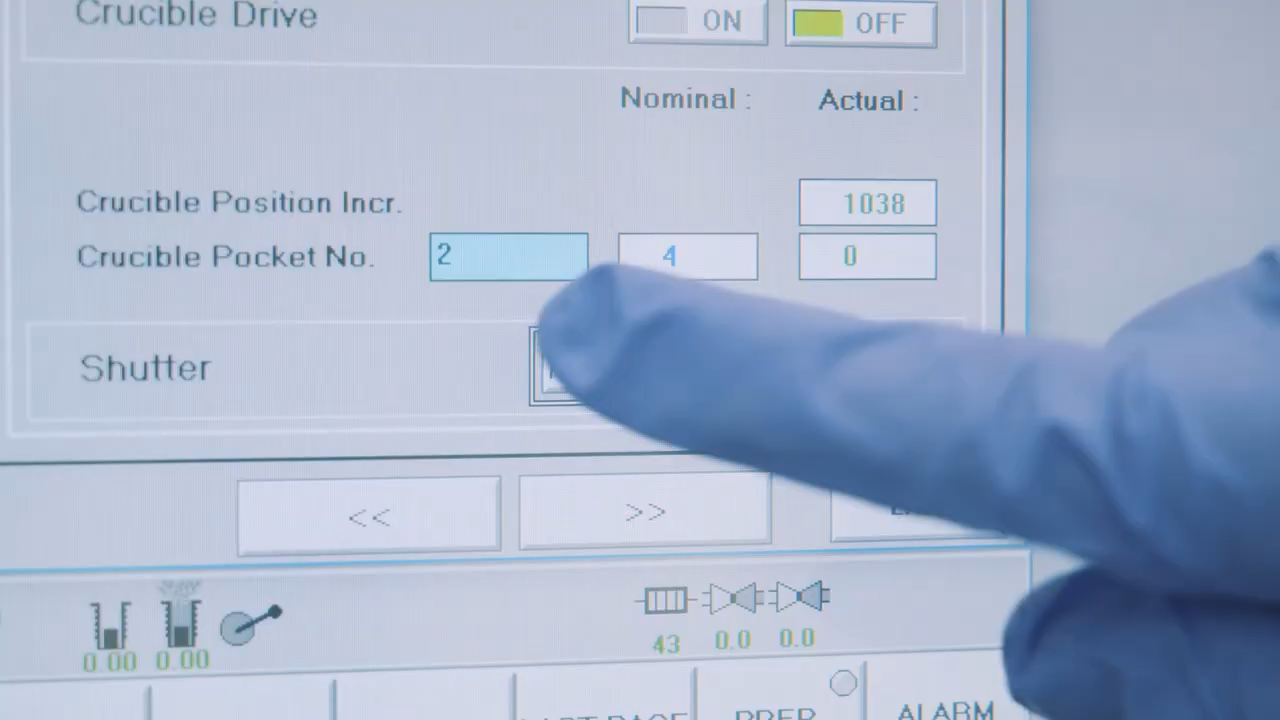 Crucible Drive ON OFF
Nominal : Actual :
Crucible Position Incr. 1038
Crucible Pocket No. 2 4 0
Shutter
<< >>
43 0.0 0.0
0.00 0.00
ALARM